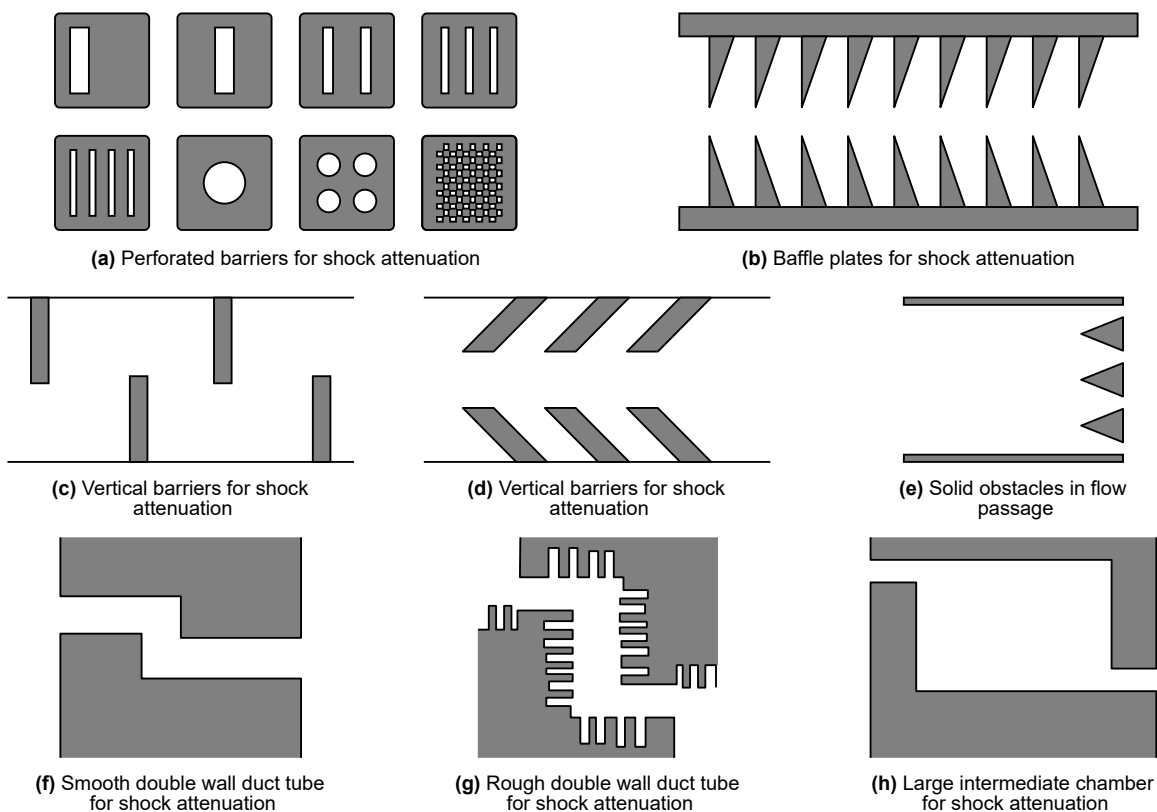 (a) Perforated barriers for shock attenuation
(b) Baffle plates for shock attenuation
(c) Vertical barriers for shock
attenuation
(d) Vertical barriers for shock
attenuation
(e) Solid obstacles in flow
passage
(f) Smooth double wall duct tube
for shock attenuation
(g) Rough double wall duct tube
for shock attenuation
(h) Large intermediate chamber
for shock attenuation